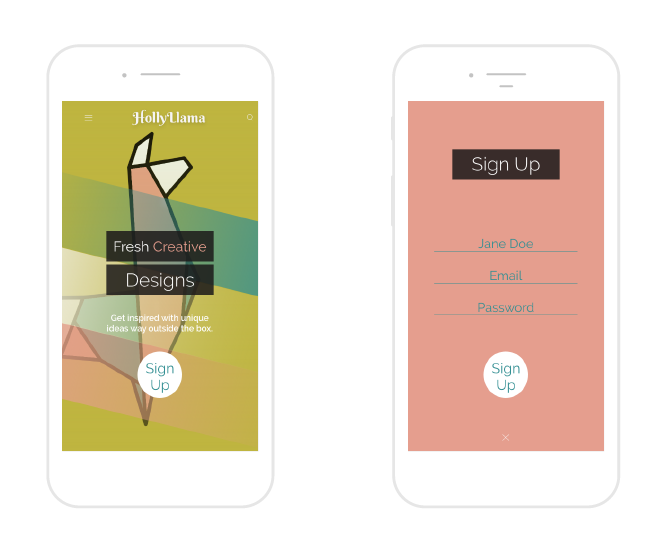 HollyLlama
Fresh Creative
Designs
Get inspired with unique
ideas way outside the box.
Sign
Up
Sign Up
Jane Doe
Email
Password
Sign
Up